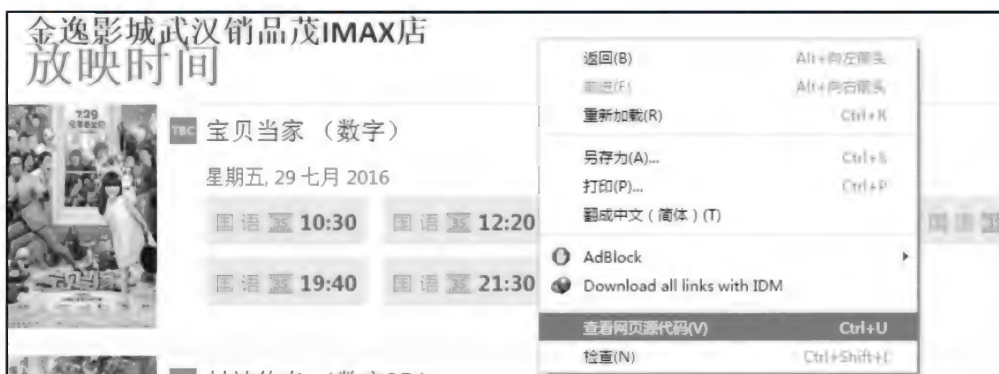 金逸影城武汉销品茂IMAX店
放映时间
TBC 宝贝当家 （数字）
星期五, 29 七月 2016
国 语 10:30 国 语 12:20 国 语
国 语 19:40 国 语 21:30
7.29
返回(B) Alt+向左箭头
前进(F) Alt+向右箭头
重新加载(R) Ctrl+R
另存为(A)... Ctrl+S
打印(P)... Ctrl+P
翻成中文（简体）(T)
AdBlock
Download all links with IDM
查看网页源代码(V) Ctrl+U
检查(N) Ctrl+Shift+I